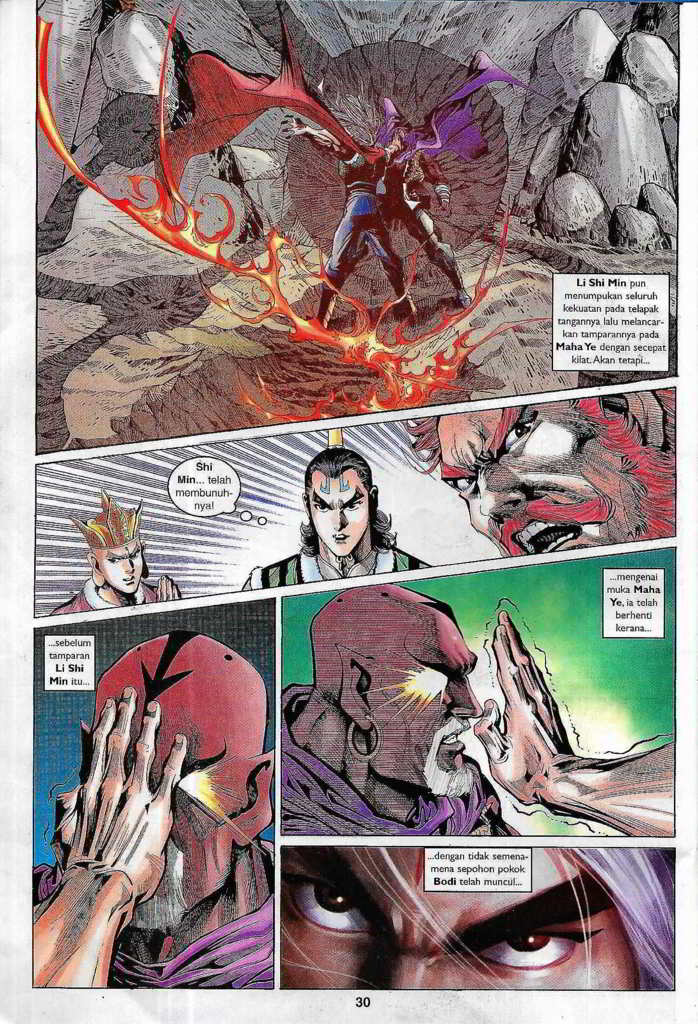 Li Shi Min pun
menumpukan seluruh
kekuatan pada telapak
tangannya lalu melancar-
kan tamparannya pada
Maha Ye dengan secepat
kilat. Akan tetapi...
Shi
Min... telah
membunuh-
nya!
...sebelum
tamparan
Li Shi
Min itu...
...mengenai
muka Maha
Ye, ia telah
berhenti
kerana...
...dengan tidak semena-
mena sepohon pokok
Bodi telah muncul...
30